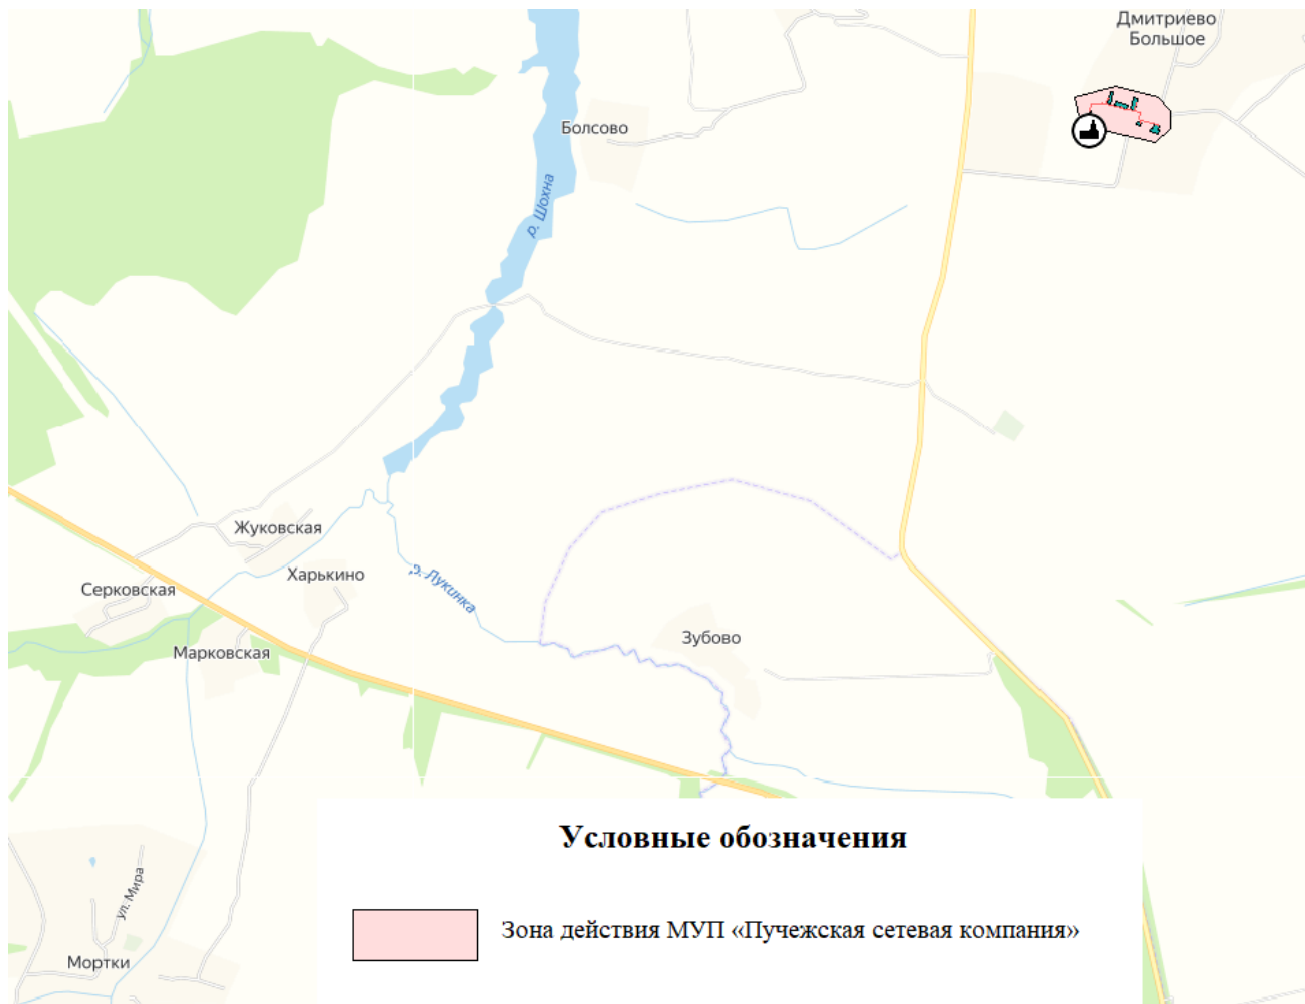 Дмитриево
Большое
Болсово
р. Шохна
Жуковская
Харькино
Серковская
р. Лукинка
Марковская
Зубово
ул. Мира
Мортки
Условные обозначения
Зона действия МУП «Пучежская сетевая компания»